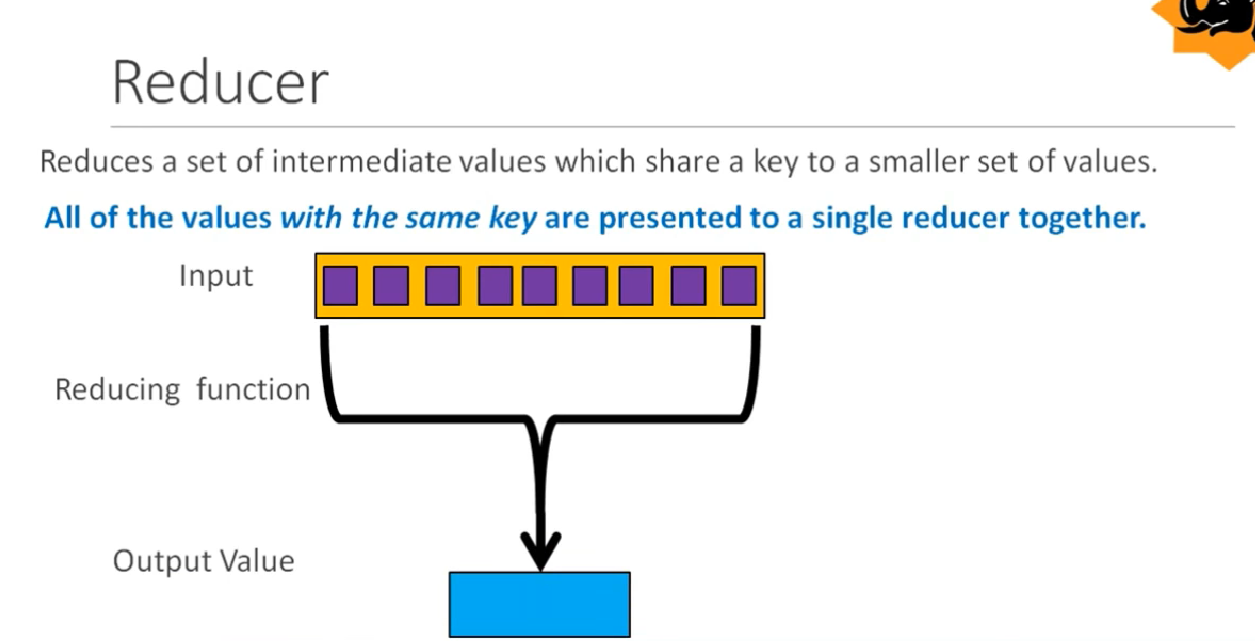 Reducer
Reduces a set of intermediate values which share a key to a smaller set of values.
All of the values with the same key are presented to a single reducer together.
Input
Reducing function
Output Value